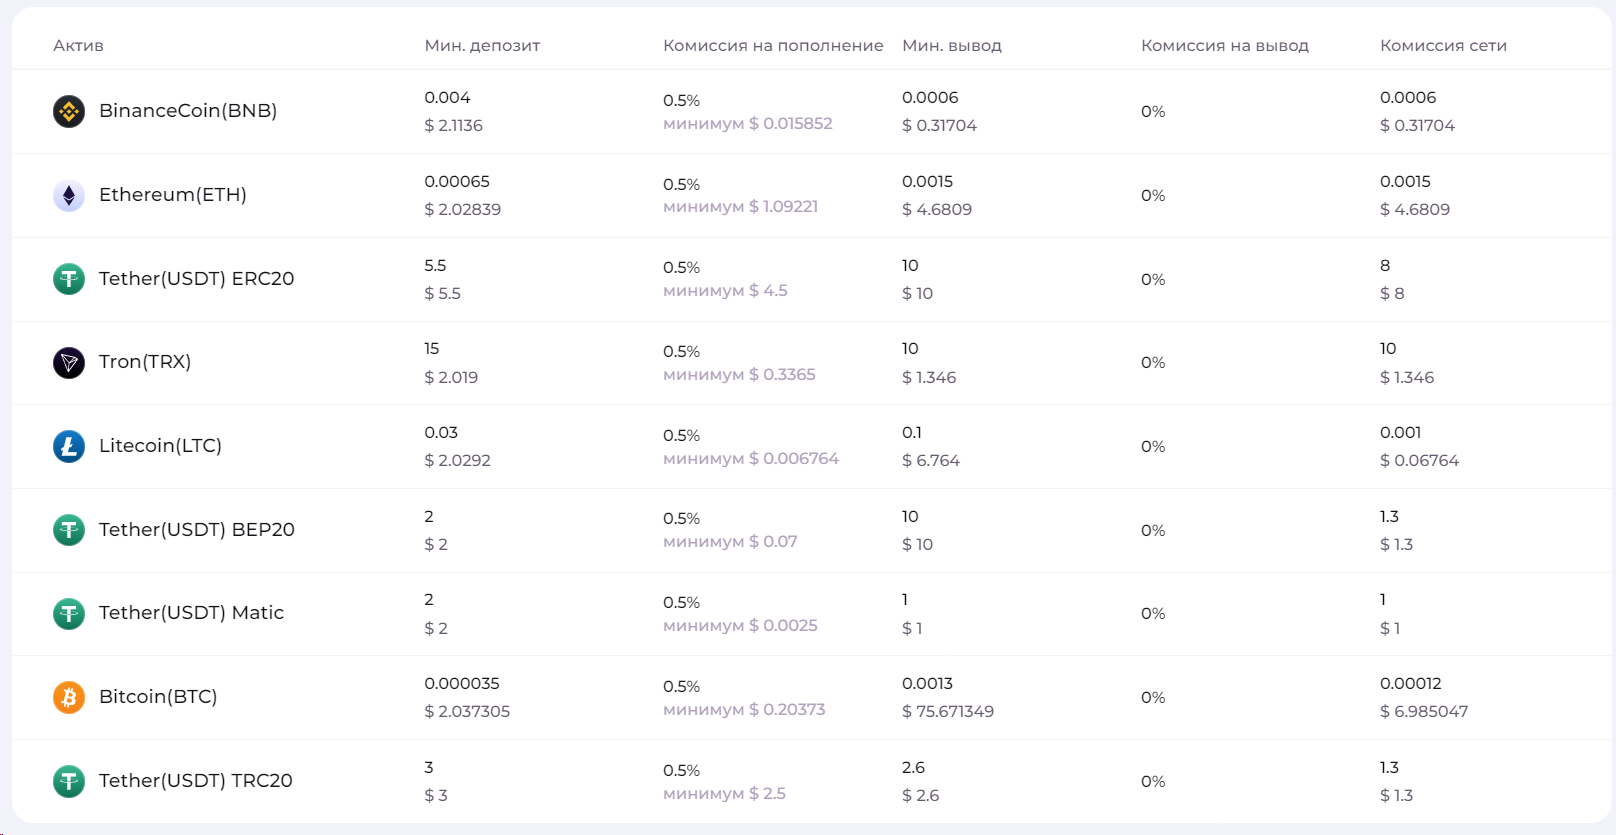 Актив Мин. депозит Комиссия на пополнение Мин. вывод Комиссия на вывод Комиссия сети
BinanceCoin(BNB) 0.004 0.5% 0.0006 0% 0.0006
$ 2.1136 минимум $ 0.015852 $ 0.31704 $ 0.31704
Ethereum(ETH) 0.00065 0.5% 0.0015 0% 0.0015
$ 2.02839 минимум $ 1.09221 $ 4.6809 $ 4.6809
Tether(USDT) ERC20 5.5 0.5% 10 0% 8
$ 5.5 минимум $ 4.5 $ 10 $ 8
Tron(TRX) 15 0.5% 10 0% 10
$ 2.019 минимум $ 0.3365 $ 1.346 $ 1.346
Litecoin(LTC) 0.03 0.5% 0.1 0% 0.001
$ 2.0292 минимум $ 0.006764 $ 6.764 $ 0.06764
Tether(USDT) BEP20 2 0.5% 10 0% 1.3
$ 2 минимум $ 0.07 $ 10 $ 1.3
Tether(USDT) Matic 2 0.5% 1 0% 1
$ 2 минимум $ 0.0025 $ 1 $ 1
Bitcoin(BTC) 0.000035 0.5% 0.0013 0% 0.00012
$ 2.037305 минимум $ 0.20373 $ 75.671349 $ 6.985047
Tether(USDT) TRC20 3 0.5% 2.6 0% 1.3
$ 3 минимум $ 2.5 $ 2.6 $ 1.3